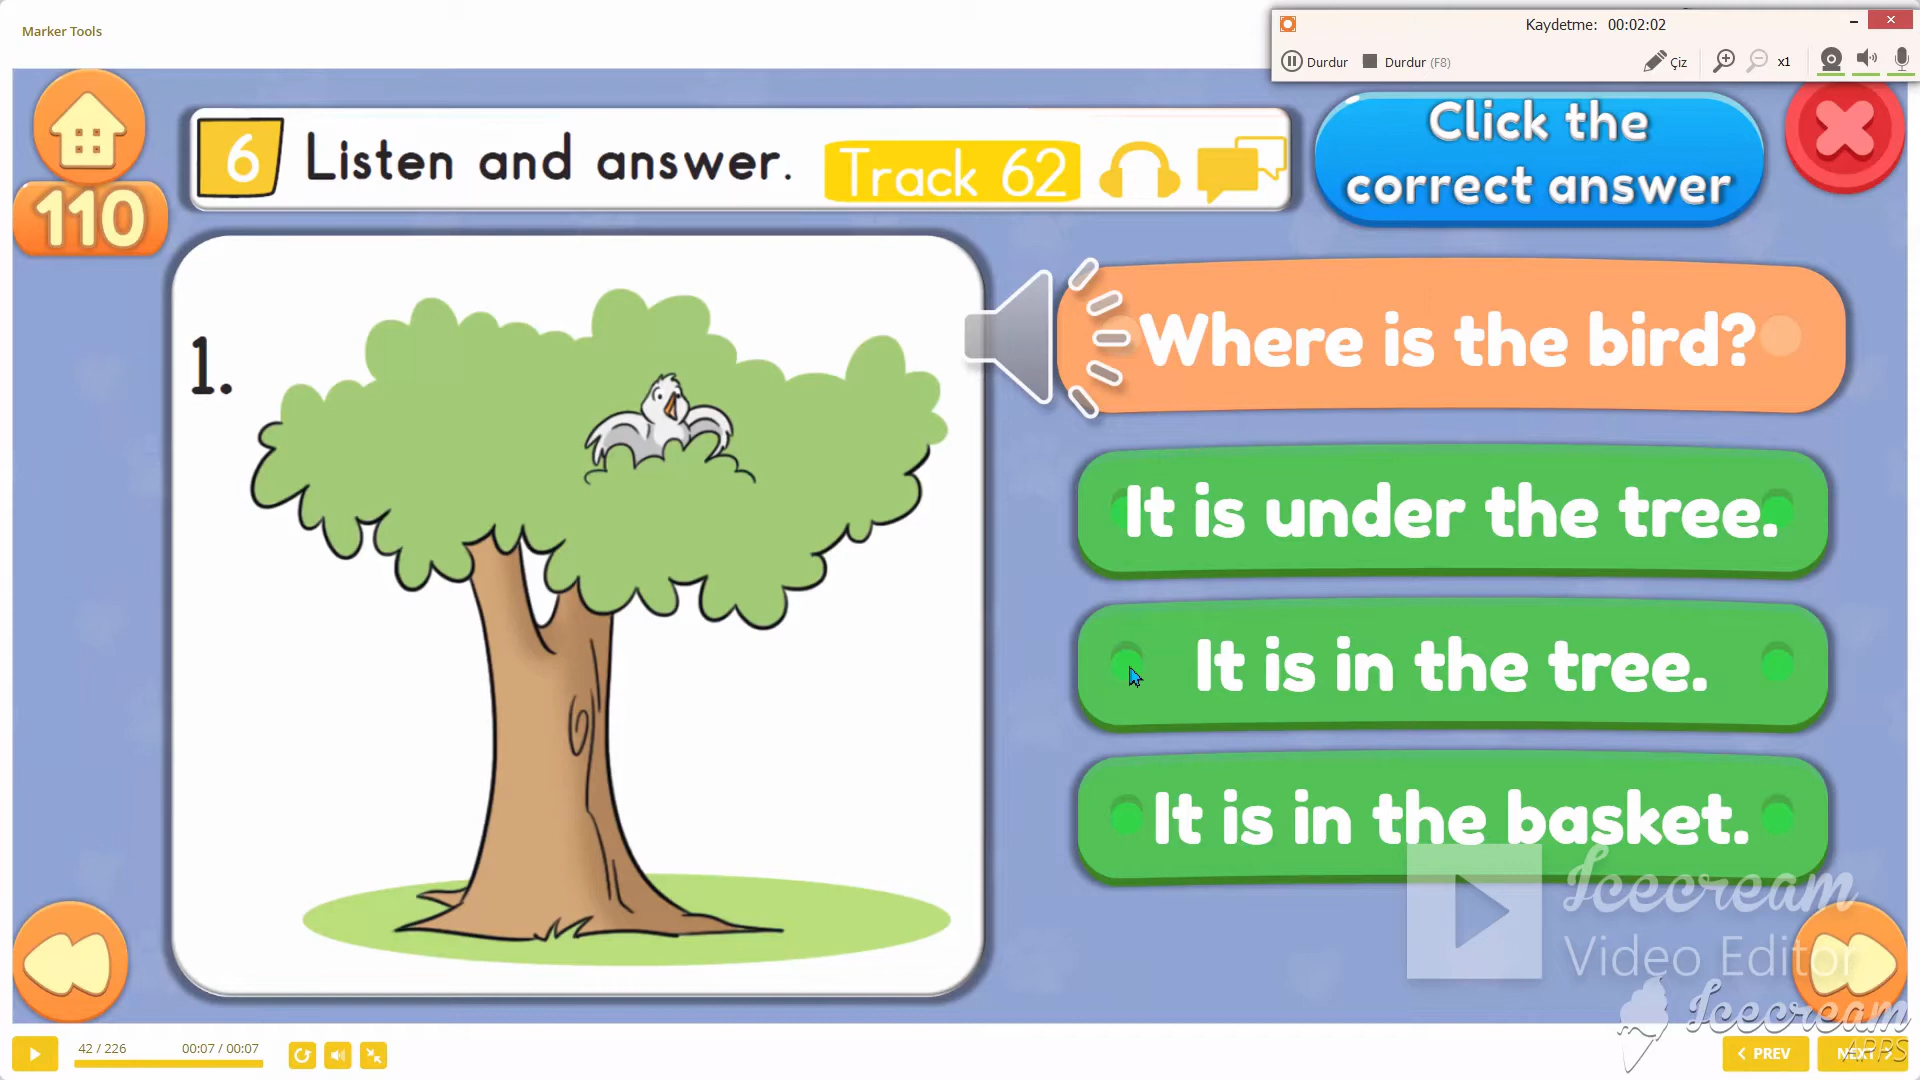 Marker Tools
Kaydetme: 00:02:02
Durdur
Durdur (F8)
Çiz
x1
110
6 Listen and answer. Track 62
Click the
correct answer
1.
Where is the bird?
It is under the tree.
It is in the tree.
It is in the basket.
Icecream
Video Editor
Icecream
APPS
42 / 226
00:07 / 00:07
PREV
NEXT